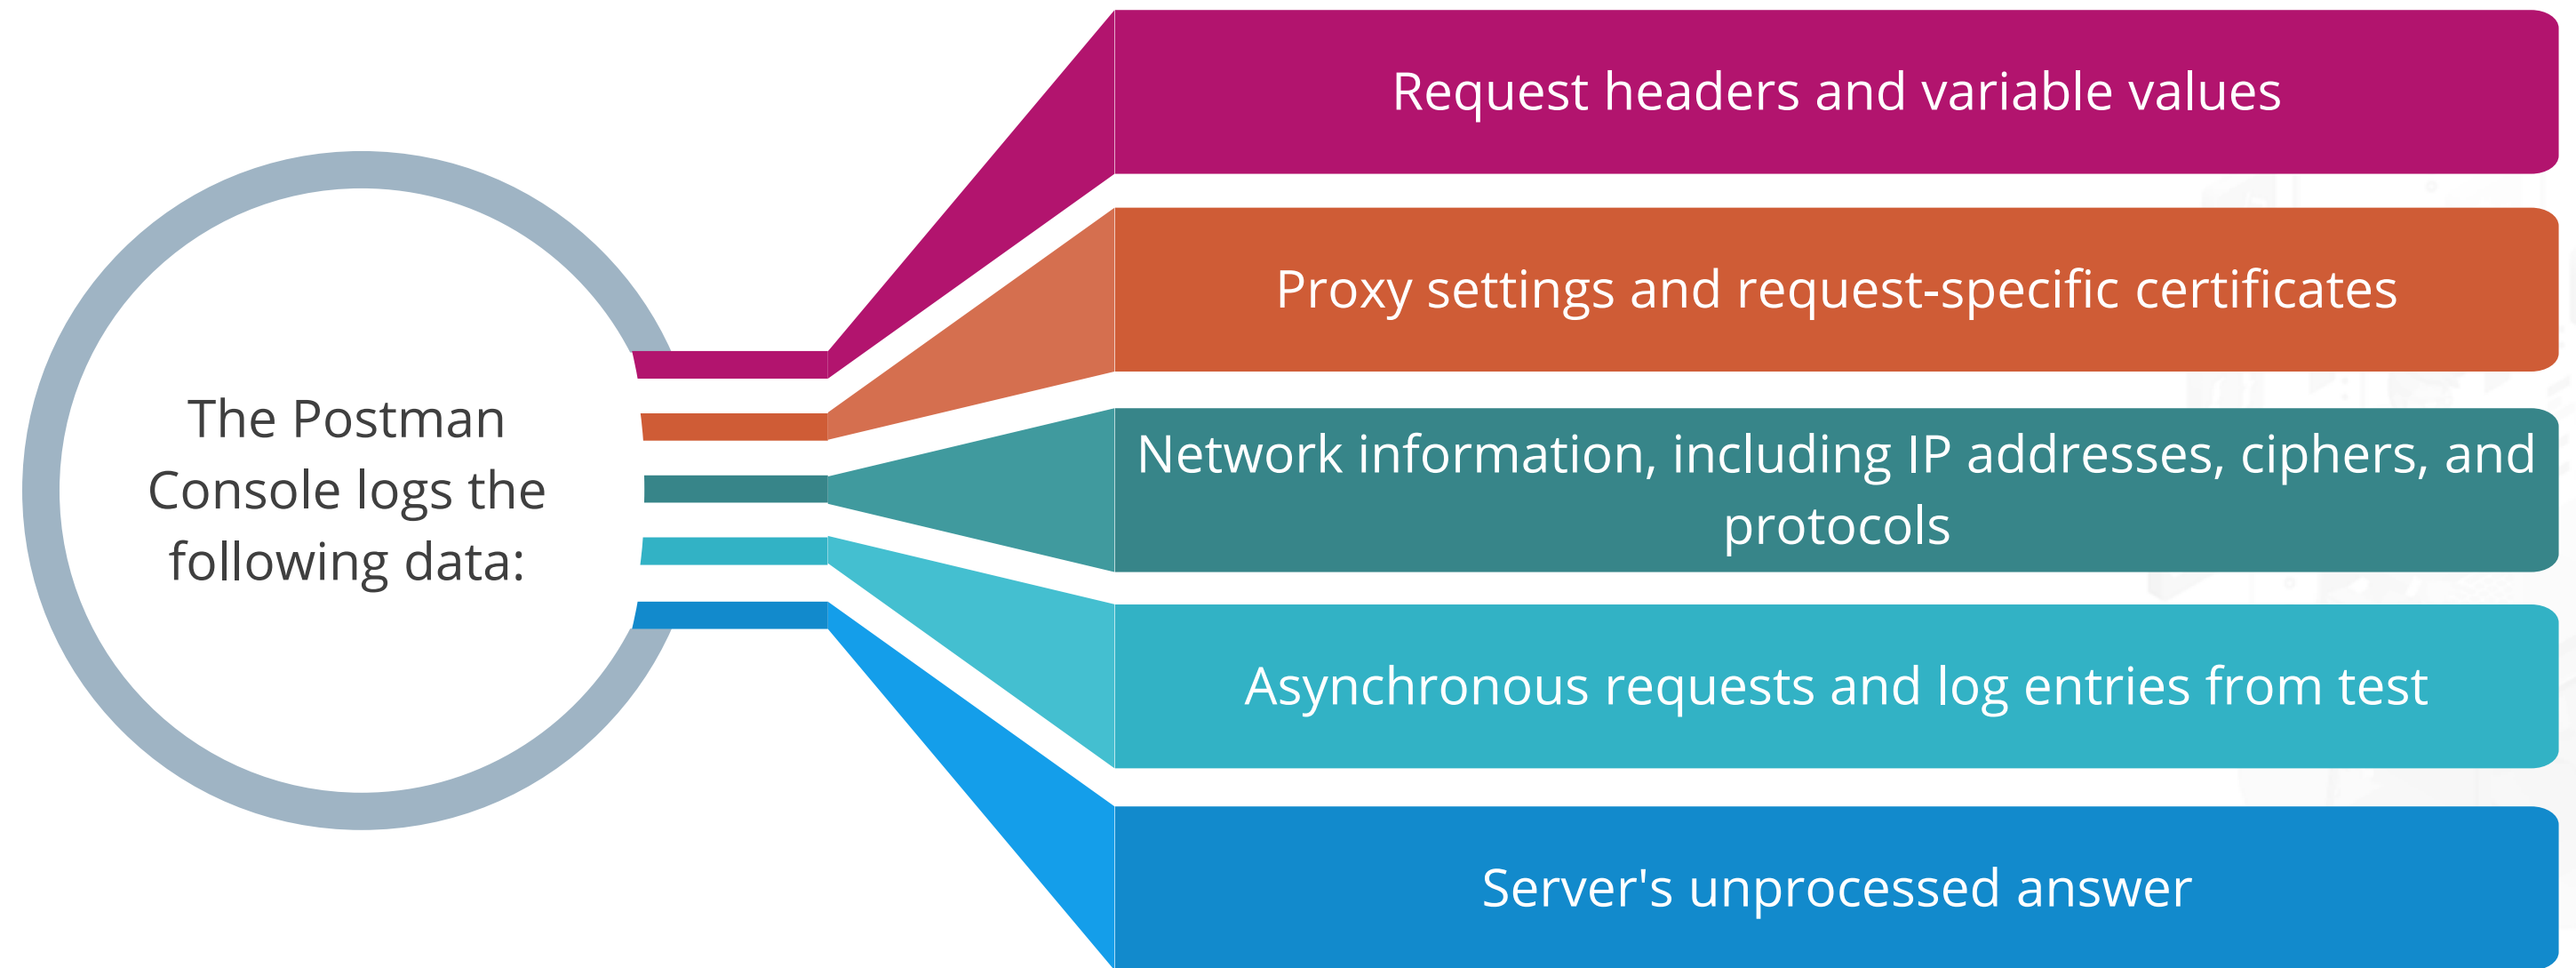 The Postman
Console logs the
following data:
Request headers and variable values
Proxy settings and request-specific certificates
Network information, including IP addresses, ciphers, and
protocols
Asynchronous requests and log entries from test
Server's unprocessed answer